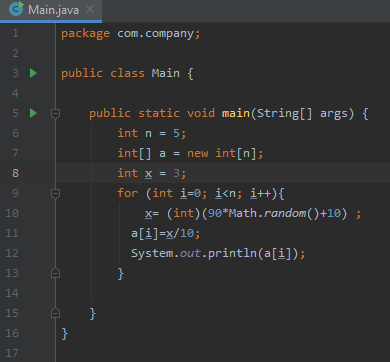 Main.java
1 package com.company;
2
3 public class Main {
4
5 public static void main(String[] args) {
6 int n = 5;
7 int[] a = new int[n];
8 int x = 3;
9 for (int i=0; i<n; i++){
10 x= (int)(90*Math.random()+10) ;
11 a[i]=x/10;
12 System.out.println(a[i]);
13 }
14
15 }
16 }
17